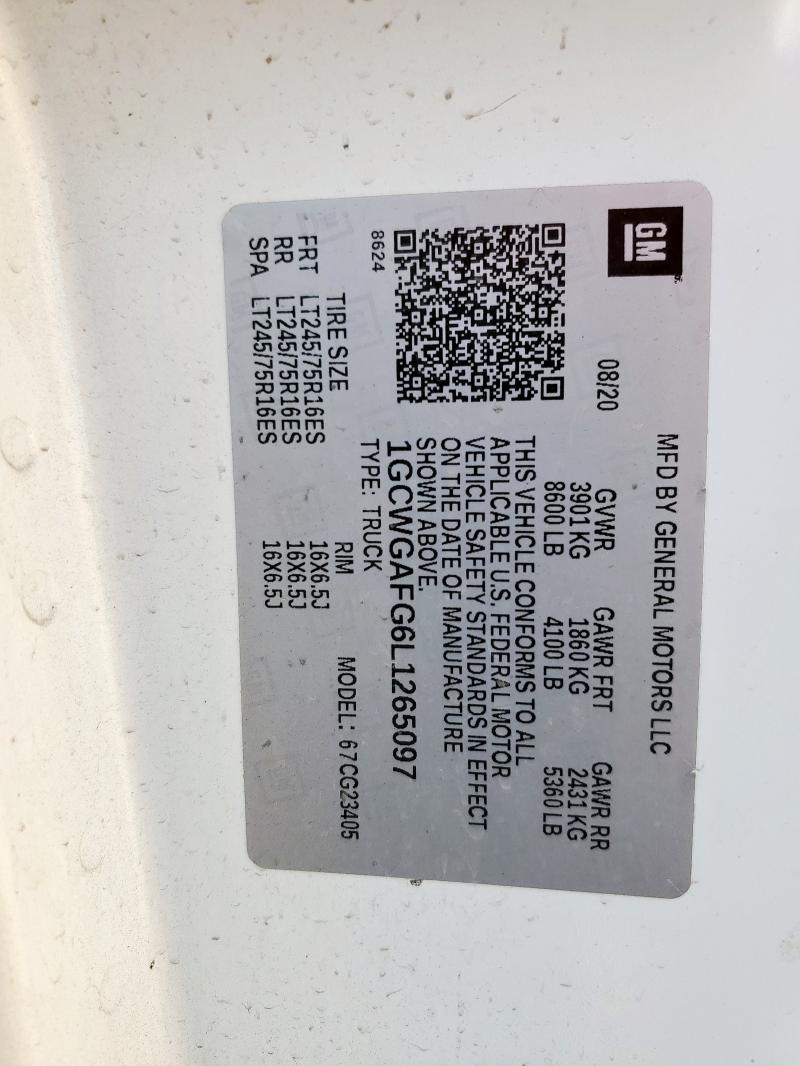 GM
MFD BY GENERAL MOTORS LLC
08/20
GVWR GAWR FRT GAWR RR
3901 KG 1860 KG 2431 KG
8600 LB 4100 LB 5360 LB
THIS VEHICLE CONFORMS TO ALL
APPLICABLE U.S. FEDERAL MOTOR
VEHICLE SAFETY STANDARDS IN EFFECT
ON THE DATE OF MANUFACTURE
SHOWN ABOVE.
1GCWGAFG6L1265097
8624
TYPE: TRUCK
TIRE SIZE RIM MODEL: 67CG23405
FRT LT245/75R16ES 16X6.5J
RR LT245/75R16ES 16X6.5J
SPA LT245/75R16ES 16X6.5J